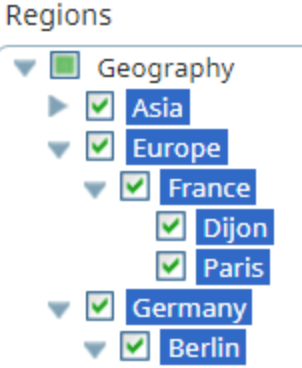 Regions
Geography
Asia
Europe
France
Dijon
Paris
Germany
Berlin